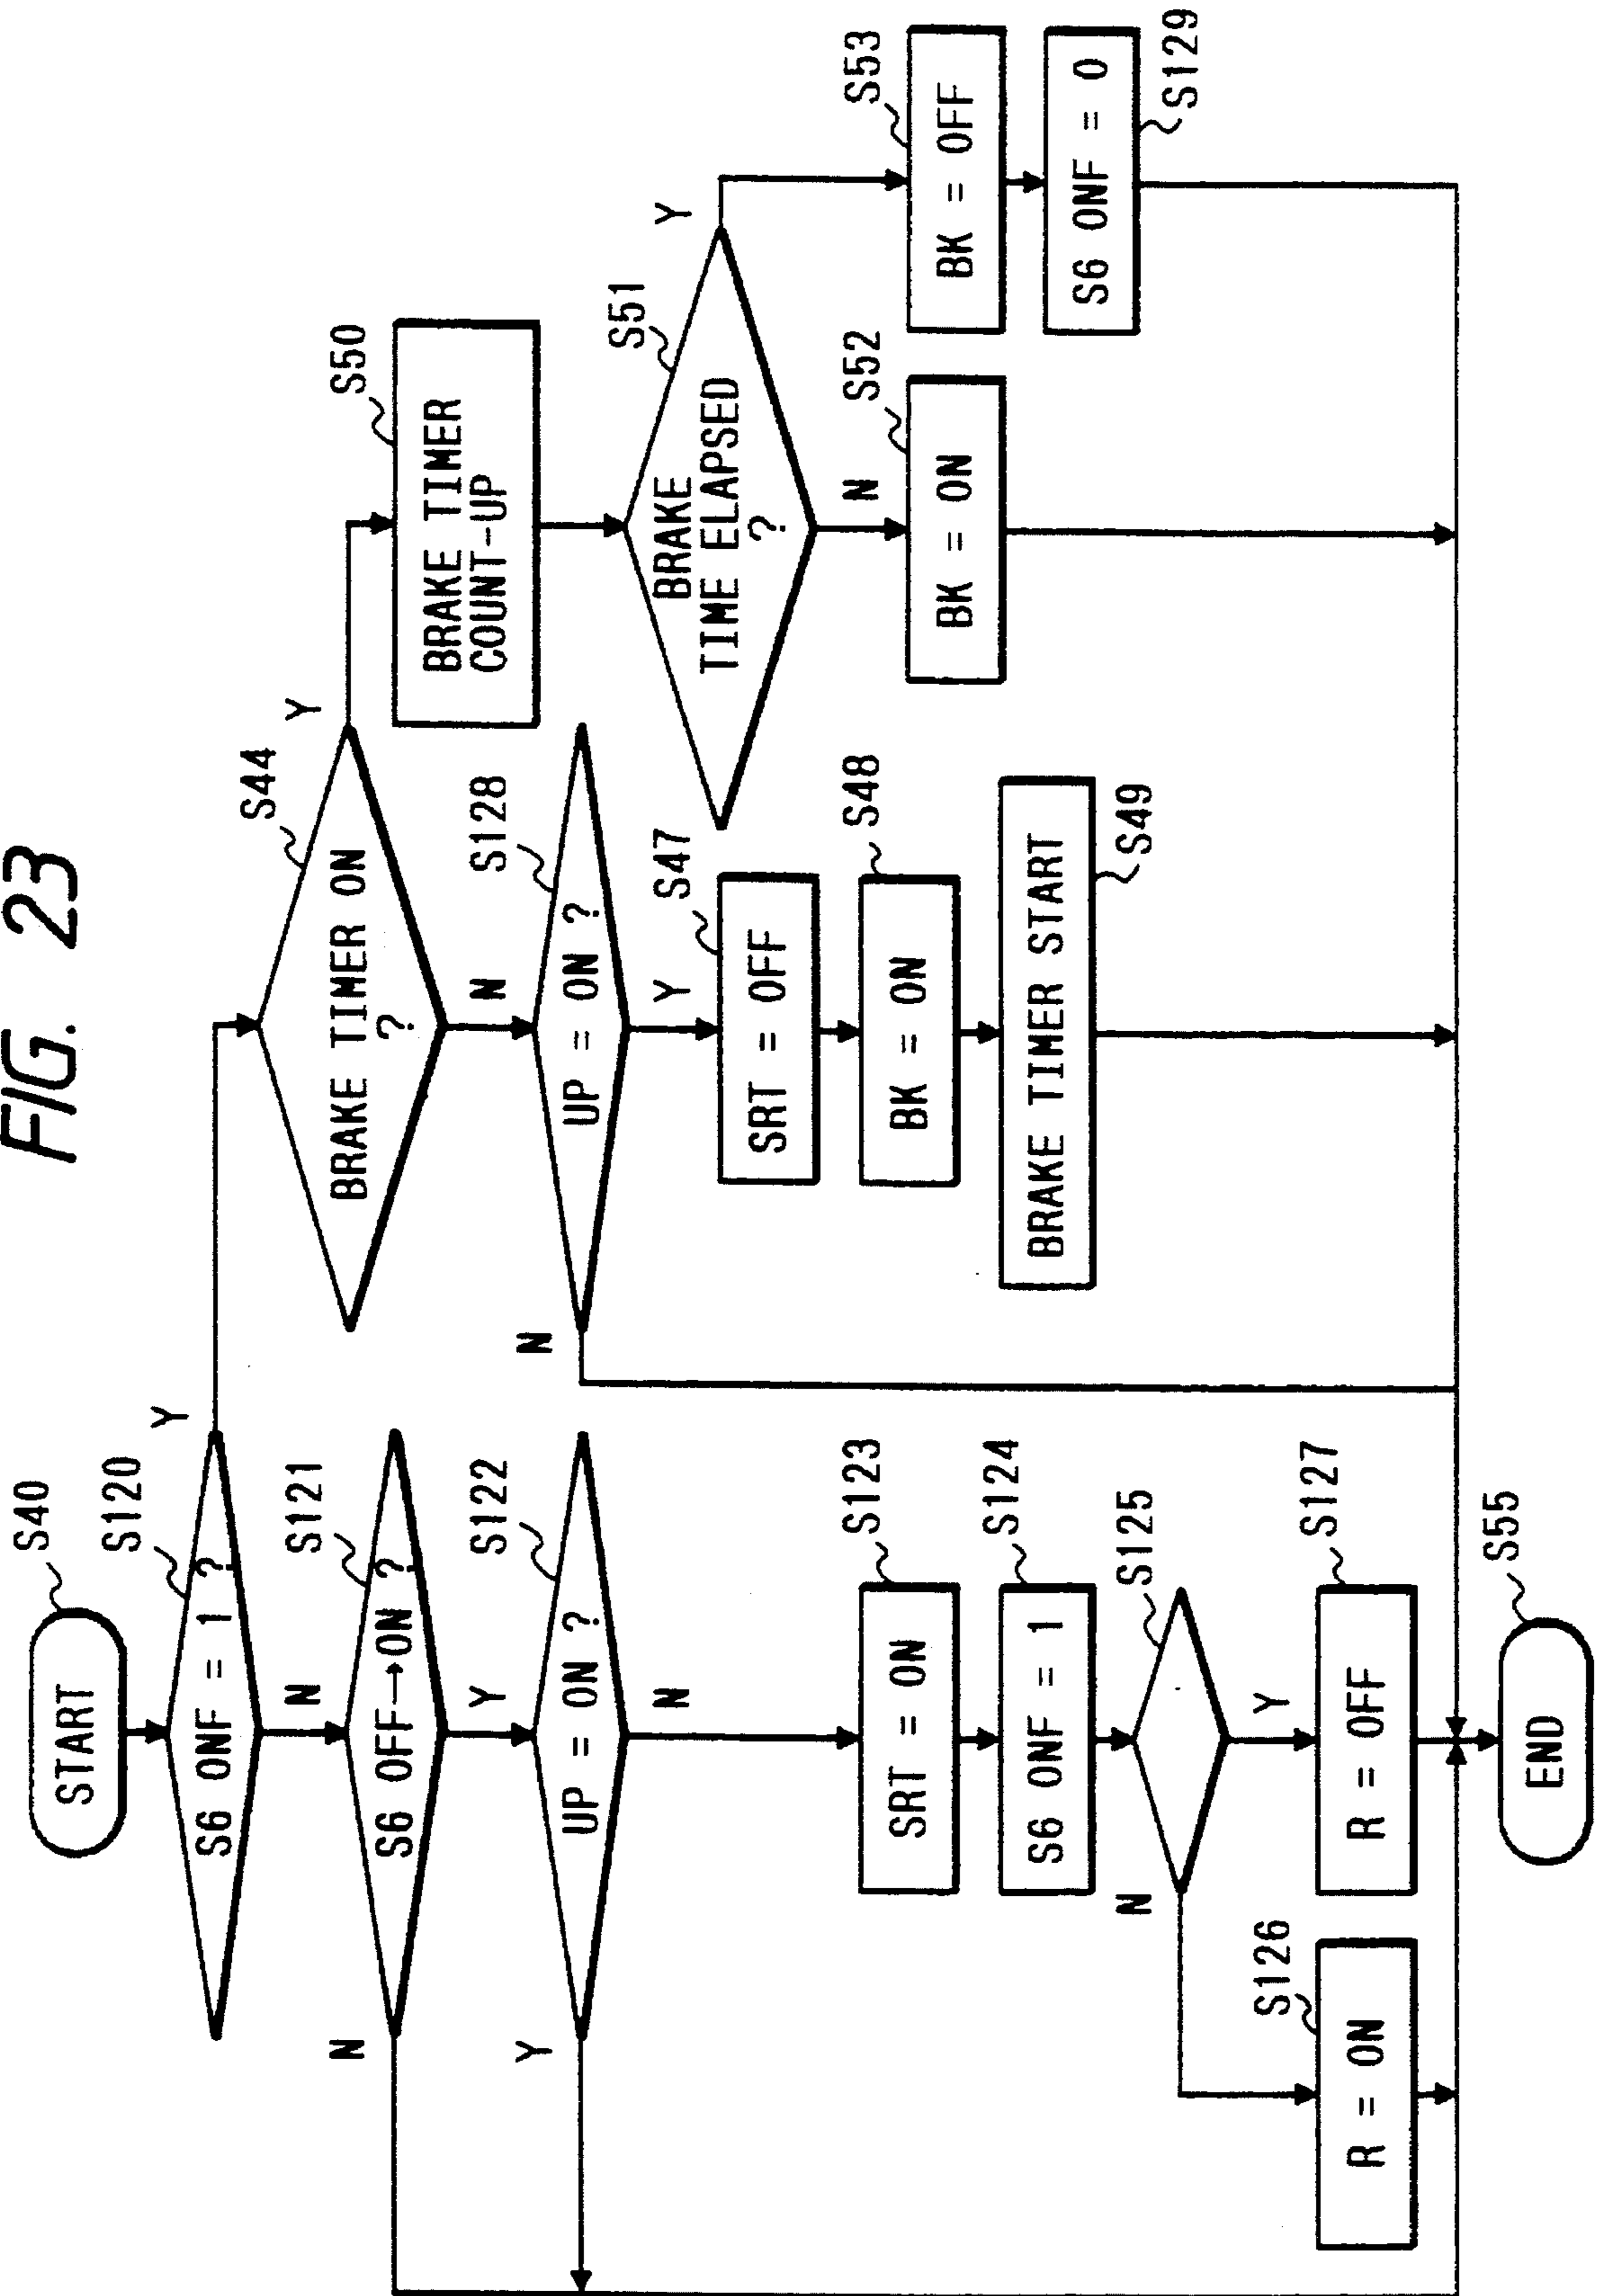 FIG. 23
START
S40
S6 ONF = 1 ?
S120
Y
N
S6 OFF→ON ?
S121
N
Y
UP = ON ?
S122
Y
N
SRT = ON
S123
S6 ONF = 1
S124
S125
N
Y
R = ON
S126
R = OFF
S127
END
S55
BRAKE TIMER ON
?
S44
Y
N
UP = ON ?
S128
N
Y
SRT = OFF
S47
BK = ON
S48
BRAKE TIMER START
S49
BRAKE TIMER
COUNT-UP
S50
BRAKE
TIME ELAPSED
?
S51
Y
N
BK = ON
S52
BK = OFF
S53
S6 ONF = 0
S129